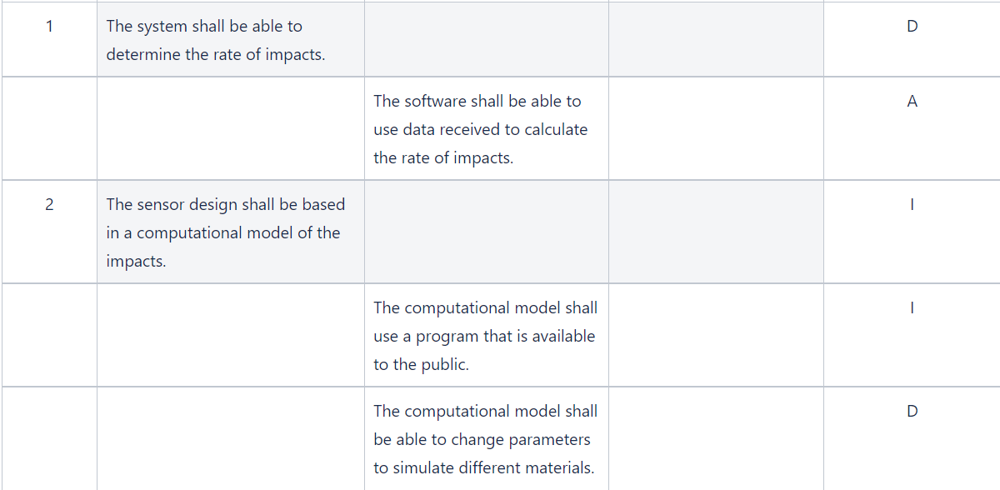 1
The system shall be able to
determine the rate of impacts.
D
The software shall be able to
use data received to calculate
the rate of impacts.
A
2
The sensor design shall be based
in a computational model of the
impacts.
I
The computational model shall
use a program that is available
to the public.
I
The computational model shall
be able to change parameters
to simulate different materials.
D